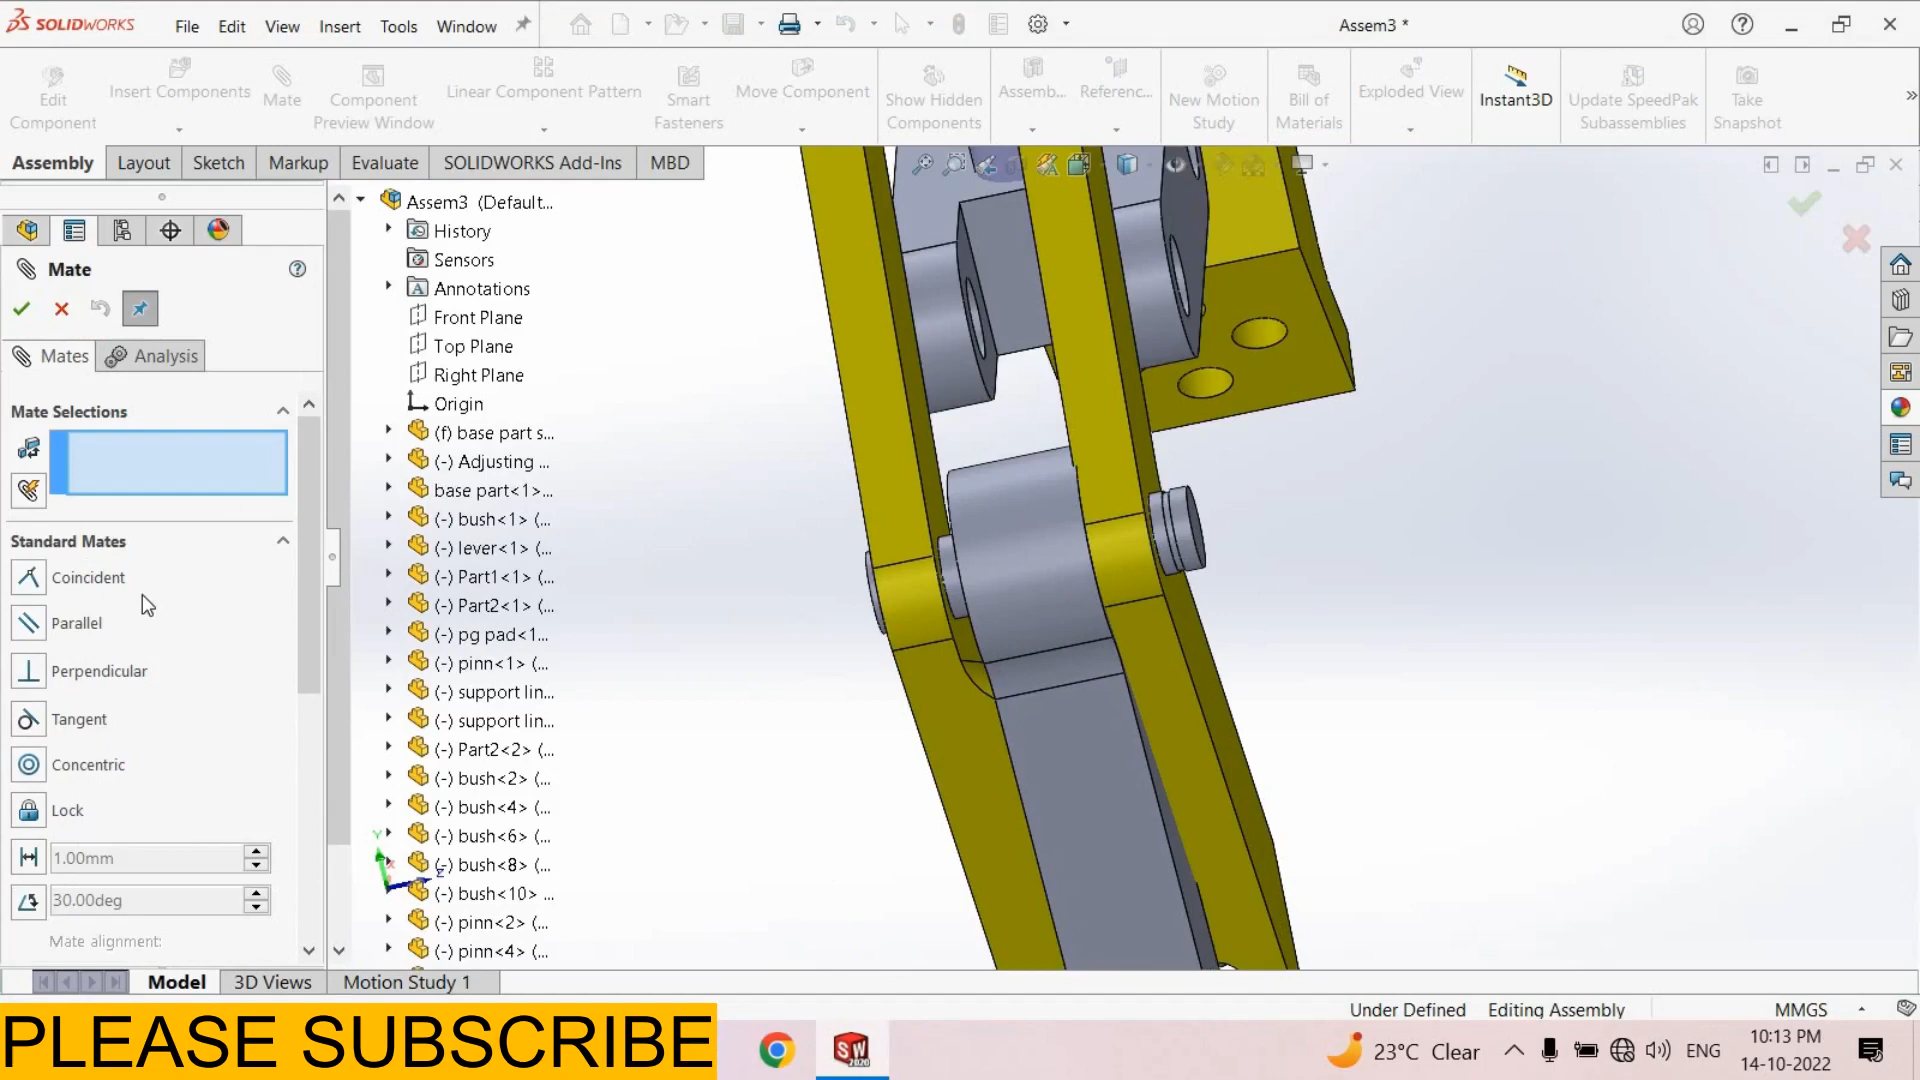 SOLIDWORKS
File Edit View Insert Tools Window
Assem3 *
Edit Component
Insert Components
Mate
Component Preview Window
Linear Component Pattern
Smart Fasteners
Move Component
Show Hidden Components
Assemb...
Referenc...
New Motion Study
Bill of Materials
Exploded View
Instant3D
Update SpeedPak Subassemblies
Take Snapshot
Assembly Layout Sketch Markup Evaluate SOLIDWORKS Add-Ins MBD
Mate
Mates Analysis
Mate Selections
Standard Mates
Coincident
Parallel
Perpendicular
Tangent
Concentric
Lock
1.00mm
30.00deg
Mate alignment:
Assem3 (Default...
History
Sensors
Annotations
Front Plane
Top Plane
Right Plane
Origin
(f) base part s...
(-) Adjusting ...
base part<1>...
(-) bush<1> (...
(-) lever<1> (...
(-) Part1<1> (...
(-) Part2<1> (...
(-) pg pad<1...
(-) pinn<1> (...
(-) support lin...
(-) support lin...
(-) Part2<2> (...
(-) bush<2> (...
(-) bush<4> (...
(-) bush<6> (...
(-) bush<8> (...
(-) bush<10> ...
(-) pinn<2> (...
(-) pinn<4> (...
Y
Z
Model 3D Views Motion Study 1
Under Defined Editing Assembly MMGS
PLEASE SUBSCRIBE
SW 2020
23°C Clear
ENG
10:13 PM
14-10-2022